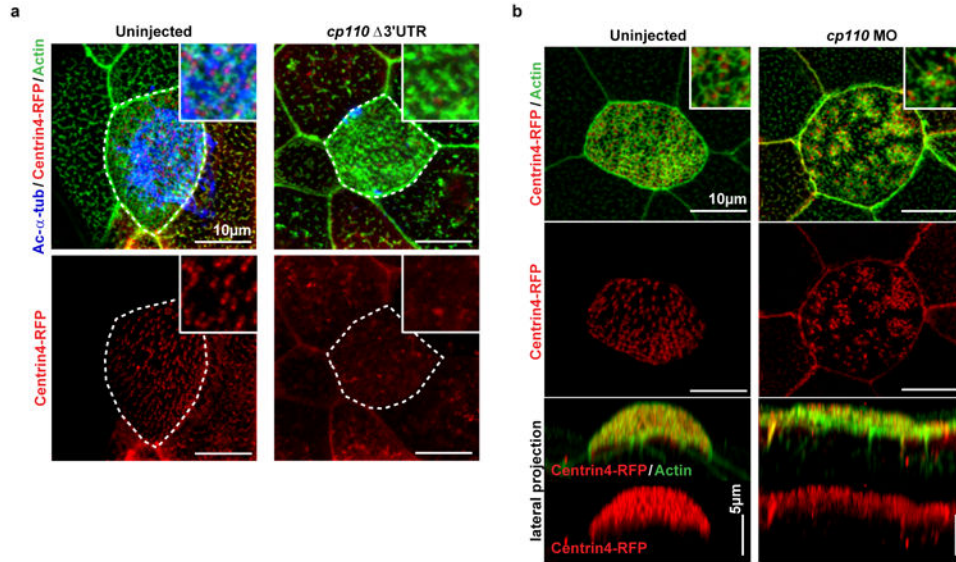 a
Uninjected
cp110 Δ3'UTR
Ac-α-tub/Centrin4-RFP/Actin
10μm
Centrin4-RFP
b
Uninjected
cp110 MO
Centrin4-RFP/Actin
10μm
Centrin4-RFP
lateral projection
Centrin4-RFP/Actin
Centrin4-RFP
5μm